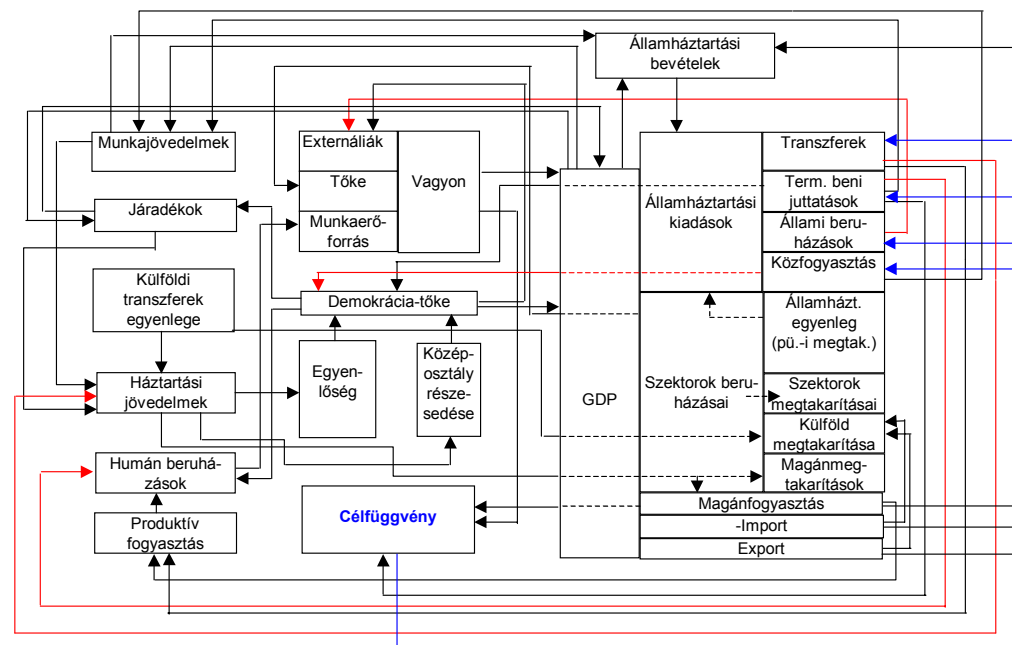 Államháztartási
bevételek
Munkajövedelmek
Externáliák
Tőke
Munkaerő-
forrás
Vagyon
Államháztartási
kiadások
Transzferek
Term. beni
juttatások
Állami beru-
házások
Közfogyasztás
Járadékok
Külföldi
transzferek
egyenlege
Demokrácia-tőke
Államházt.
egyenleg
(pü.-i megtak.)
Egyen-
lőség
Közép-
osztály
része-
sedése
Háztartási
jövedelmek
GDP
Szektorok beru-
házásai
Szektorok
megtakarításai
Külföld
megtakarítása
Magánmeg-
takarítások
Humán beruhá-
zások
Produktív
fogyasztás
Célfüggvény
Magánfogyasztás
-Import
Export